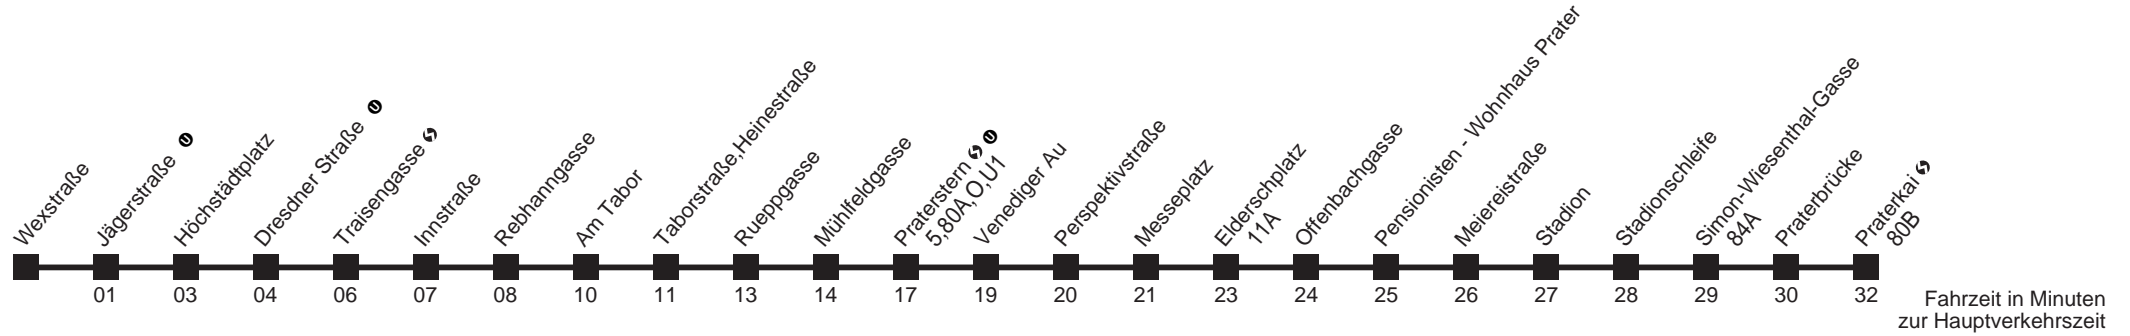 Wexstraße
Jägerstraße U
Höchstädtplatz
Dresdner Straße U
Traisengasse S
Innstraße
Rebhanngasse
Am Tabor
Taborstraße,Heinestraße
Rueppgasse
Mühlfeldgasse
Praterstern S U
5,80A,O,U1
Venediger Au
Perspektivstraße
Messeplatz
Elderschplatz
11A
Offenbachgasse
Pensionisten - Wohnhaus Prater
Meiereistraße
Stadion
Stadionschleife
Simon-Wiesenthal-Gasse
84A
Praterbrücke
Praterkai S
80B
01 03 04 06 07 08 10 11 13 14 17 19 20 21 23 24 25 26 27 28 29 30 32
Fahrzeit in Minuten
zur Hauptverkehrszeit